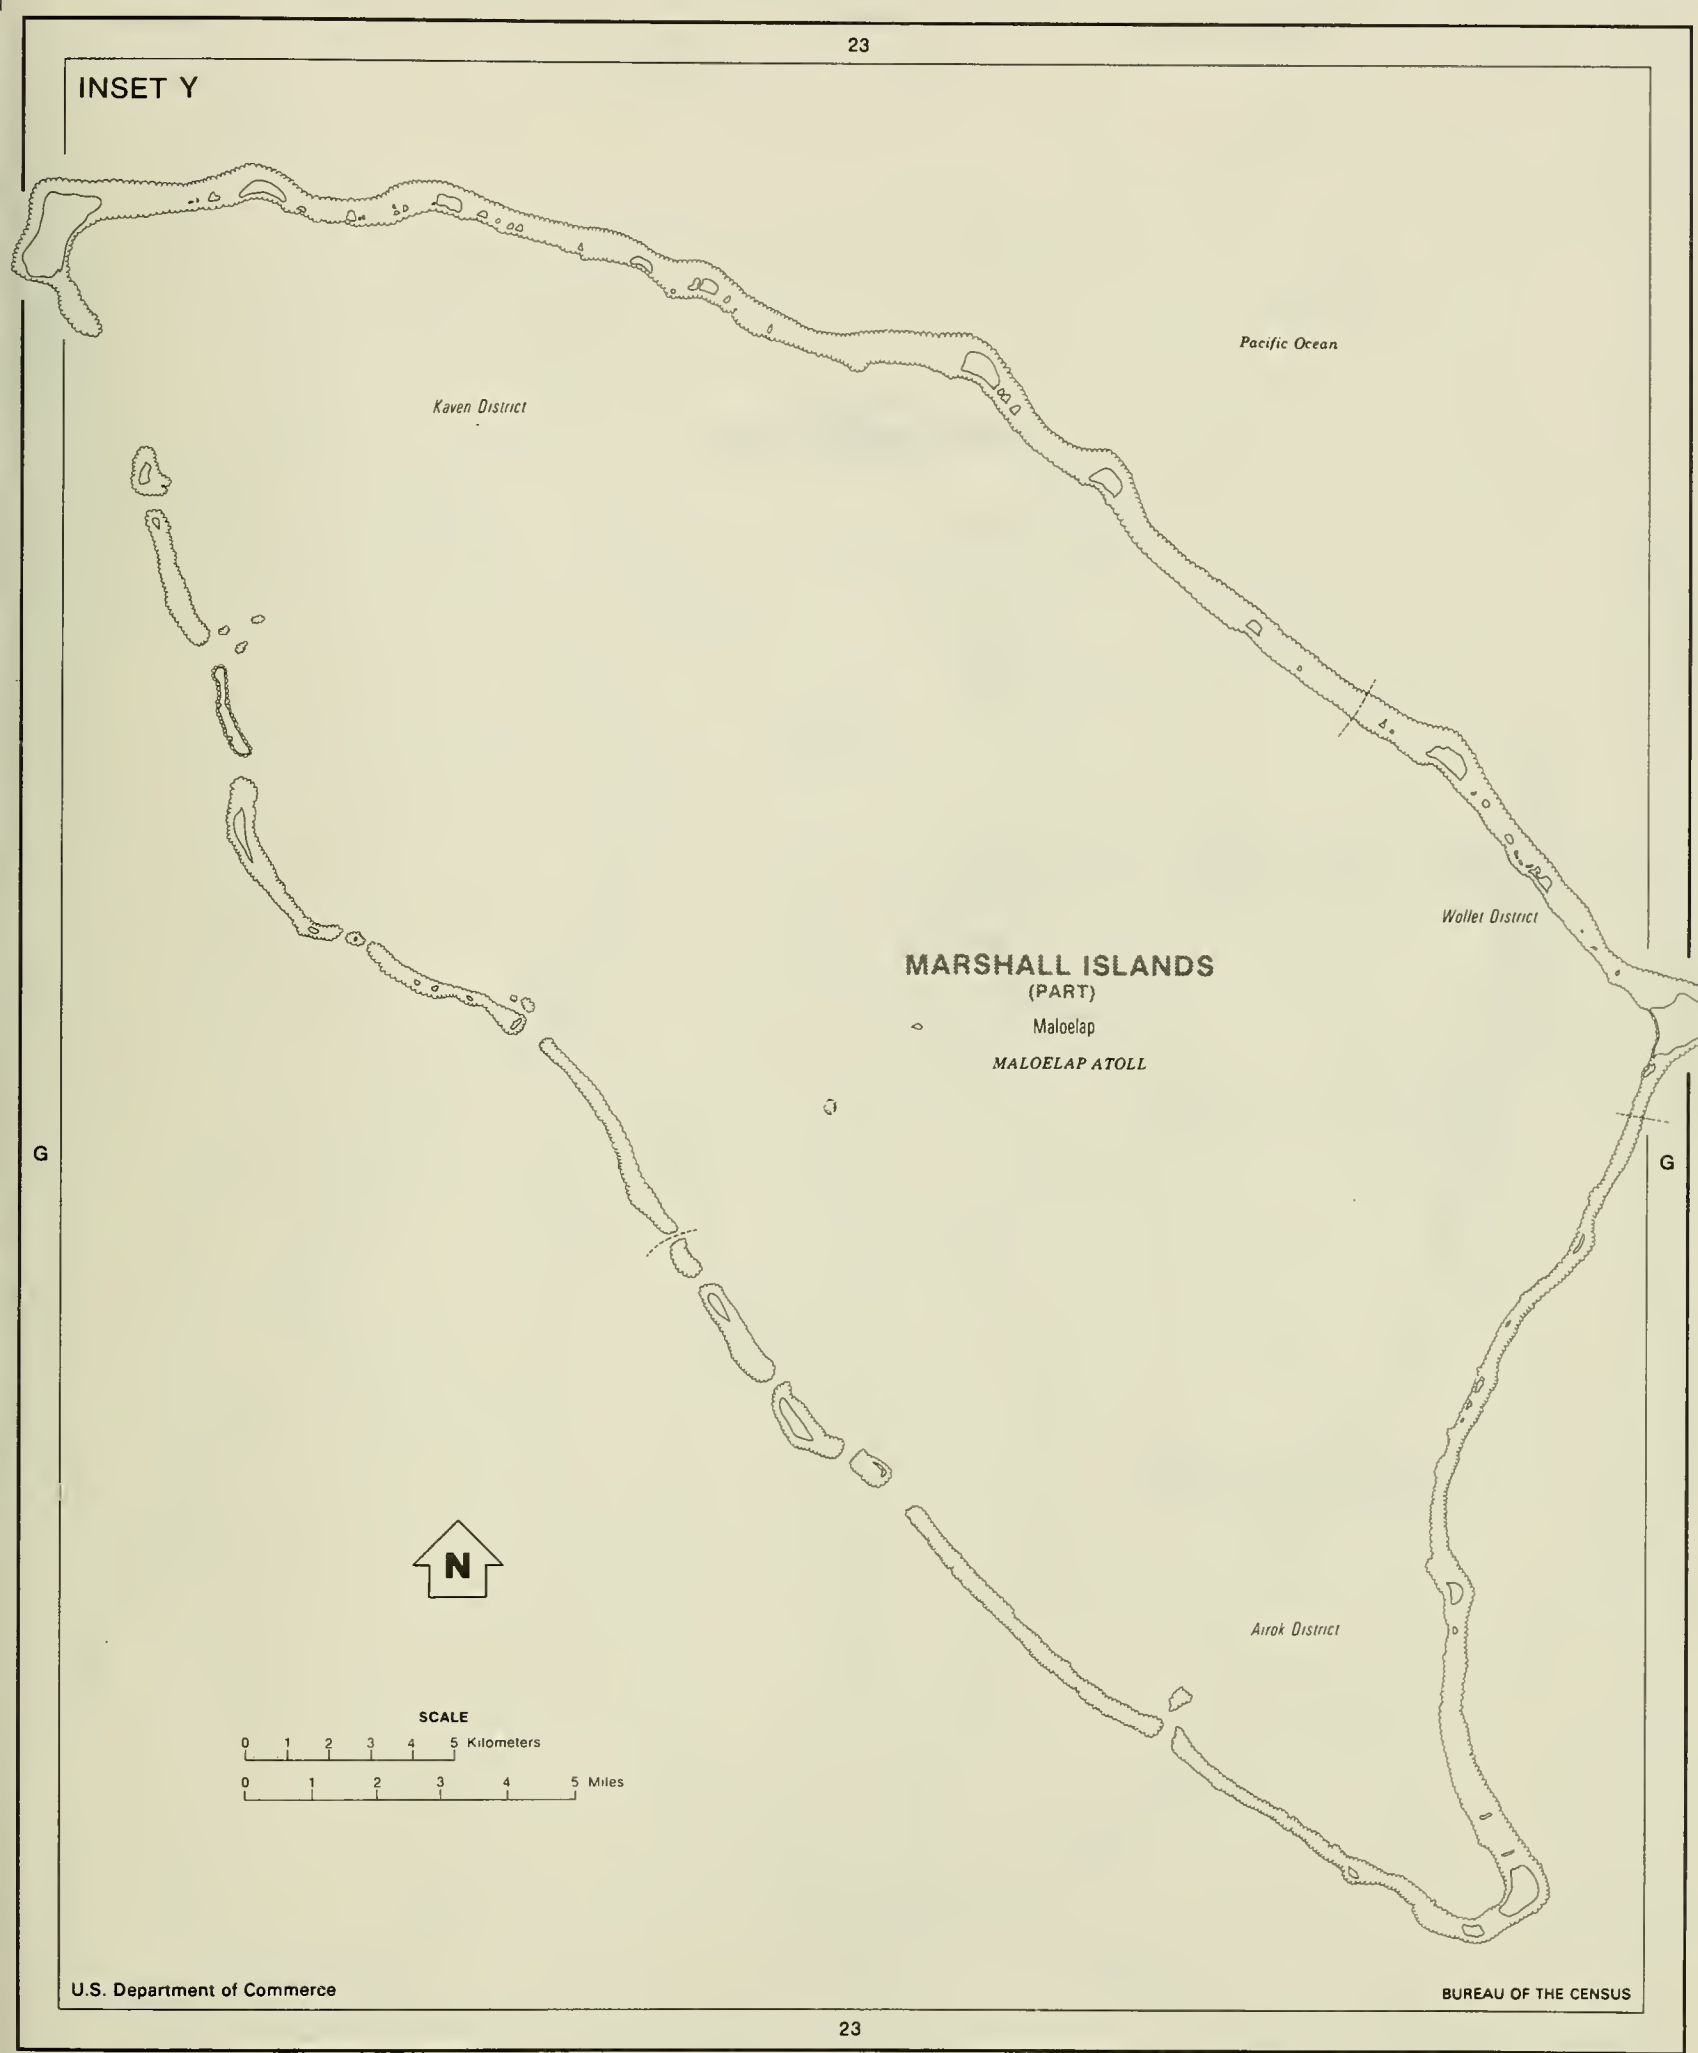 23
INSET Y
Pacific Ocean
Kaven District
Wollet District
MARSHALL ISLANDS
(PART)
Maloelap
MALOELAP ATOLL
G
G
N
Airok District
SCALE
0 1 2 3 4 5 Kilometers
0 1 2 3 4 5 Miles
U.S. Department of Commerce
BUREAU OF THE CENSUS
23